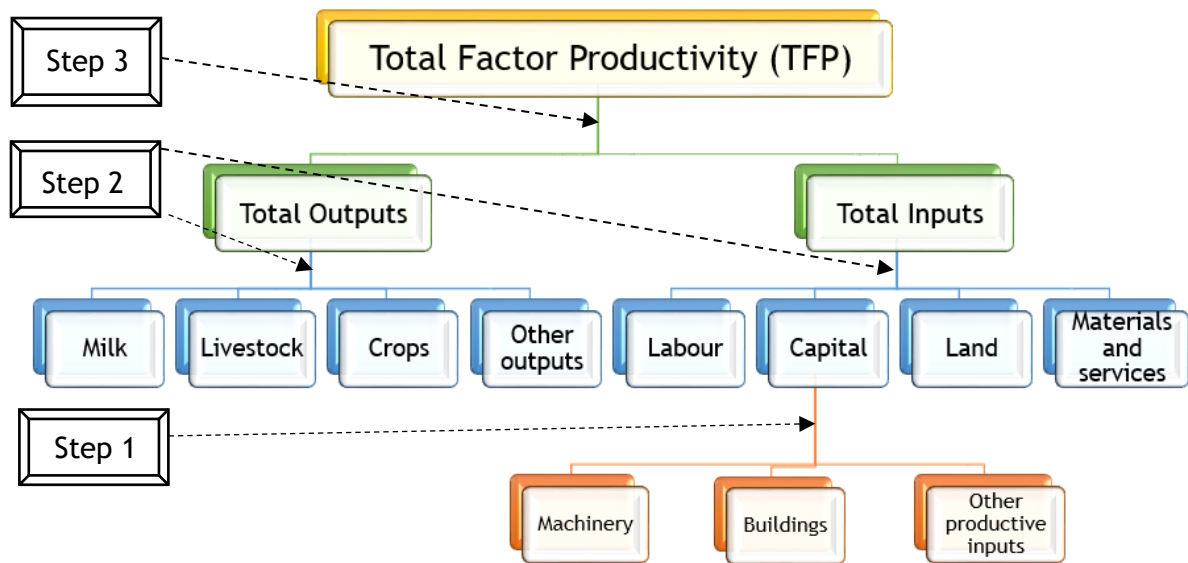 Step 3
Total Factor Productivity (TFP)
Step 2
Total Outputs
Total Inputs
Milk
Livestock
Crops
Other
outputs
Labour
Capital
Land
Materials
and
services
Step 1
Machinery
Buildings
Other
productive
inputs